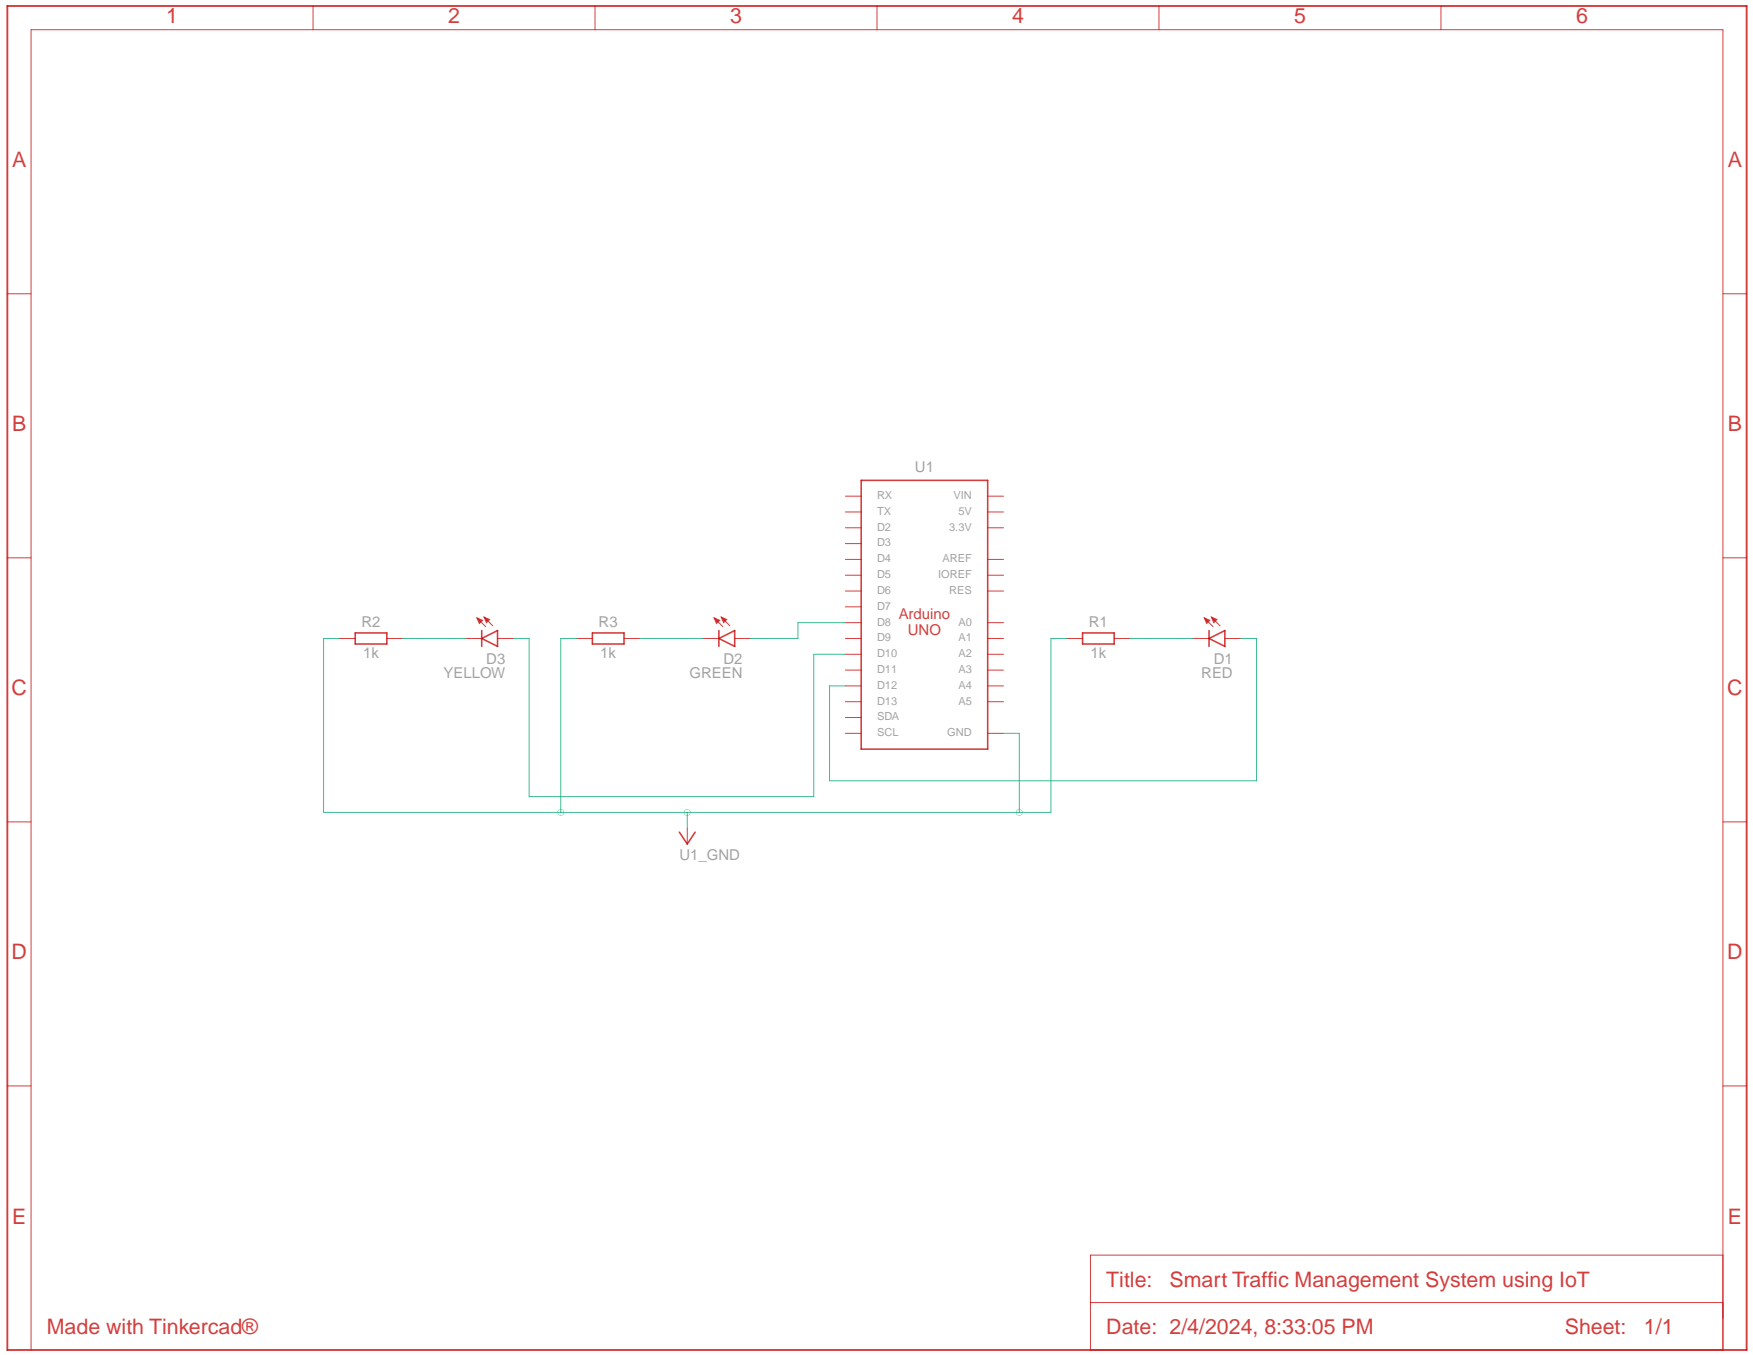 1 2 3 4 5 6
A A
B B
U1
RX VIN
TX 5V
D2 3.3V
D3
D4 AREF
D5 IOREF
D6 RES
D7
Arduino
UNO
D8 A0
D9 A1
D10 A2
D11 A3
D12 A4
D13 A5
SDA
SCL GND
R2
1k
D3
YELLOW
R3
1k
D2
GREEN
R1
1k
D1
RED
C C
U1_GND
D D
E E
Title: Smart Traffic Management System using IoT
Made with Tinkercad®
Date: 2/4/2024, 8:33:05 PM Sheet: 1/1